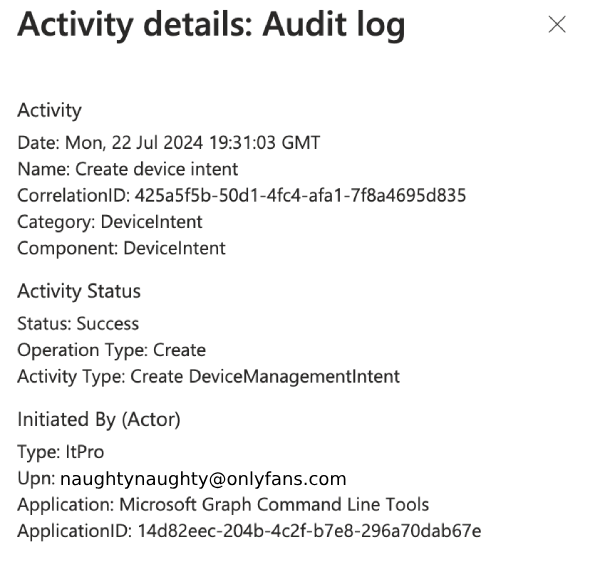 Activity details: Audit log
Activity
Date: Mon, 22 Jul 2024 19:31:03 GMT
Name: Create device intent
CorrelationID: 425a5f5b-50d1-4fc4-afa1-7f8a4695d835
Category: DeviceIntent
Component: DeviceIntent
Activity Status
Status: Success
Operation Type: Create
Activity Type: Create DeviceManagementIntent
Initiated By (Actor)
Type: ItPro
Upn: naughtynaughty@onlyfans.com
Application: Microsoft Graph Command Line Tools
ApplicationID: 14d82eec-204b-4c2f-b7e8-296a70dab67e